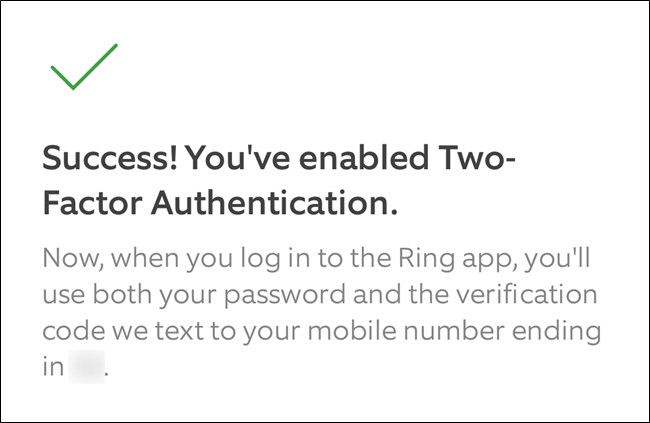 Success! You've enabled Two-
Factor Authentication.
Now, when you log in to the Ring app, you'll
use both your password and the verification
code we text to your mobile number ending
in .